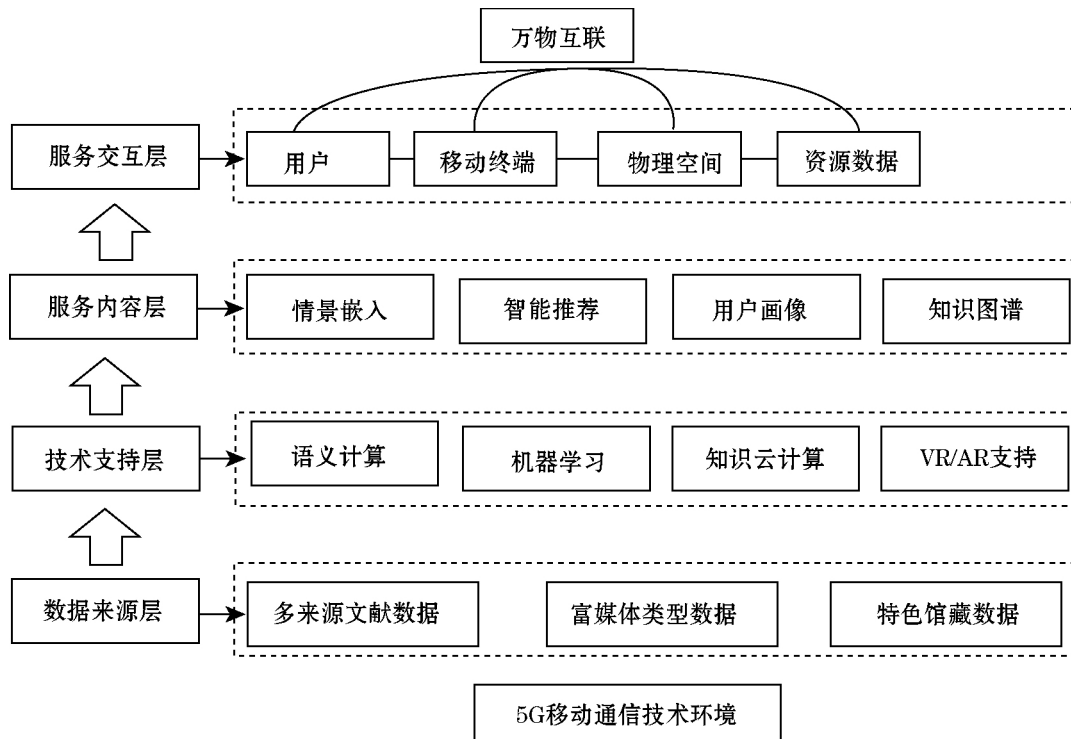 万物互联
服务交互层
用户
移动终端
物理空间
资源数据
服务内容层
情景嵌入
智能推荐
用户画像
知识图谱
技术支持层
语义计算
机器学习
知识云计算
VR/AR支持
数据来源层
多来源文献数据
富媒体类型数据
特色馆藏数据
5G移动通信技术环境